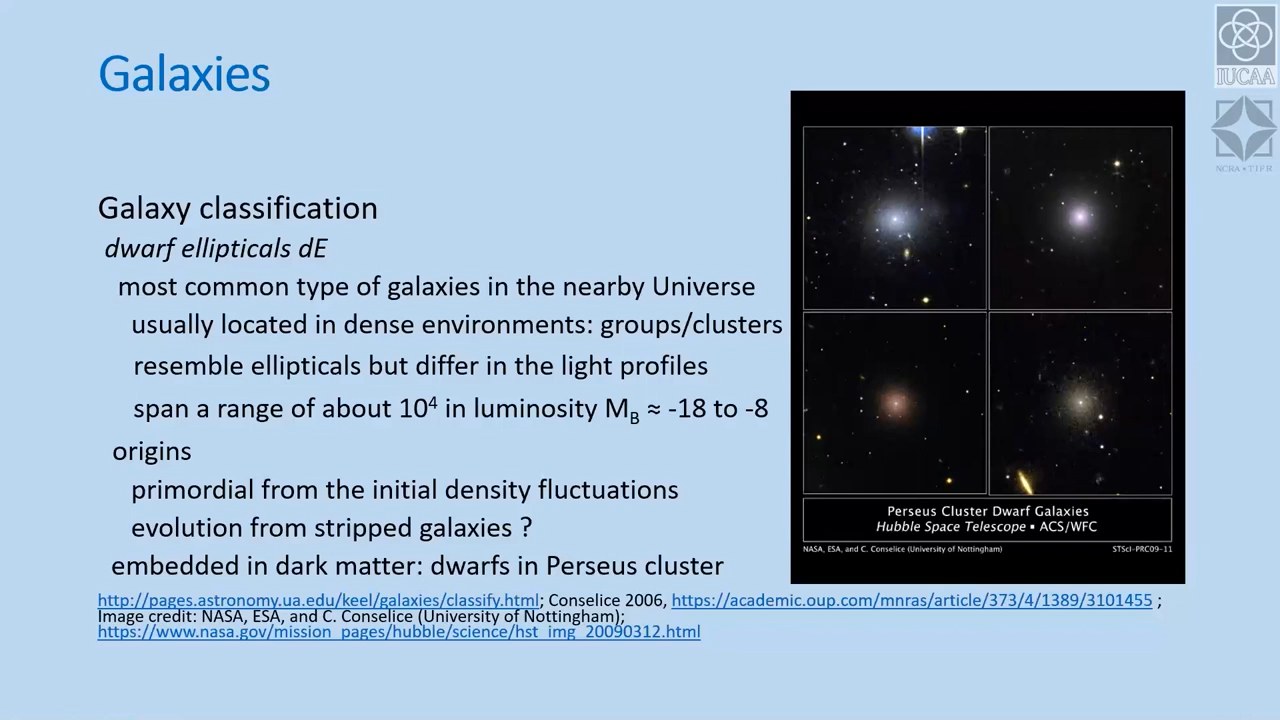 Galaxies
IUCAA
NCRA • TIFR
Galaxy classification
dwarf ellipticals dE
most common type of galaxies in the nearby Universe
usually located in dense environments: groups/clusters
resemble ellipticals but differ in the light profiles
span a range of about 10⁴ in luminosity M_B ≈ -18 to -8
origins
primordial from the initial density fluctuations
evolution from stripped galaxies ?
embedded in dark matter: dwarfs in Perseus cluster
Perseus Cluster Dwarf Galaxies
Hubble Space Telescope ▪ ACS/WFC
NASA, ESA, and C. Conselice (University of Nottingham) STScI-PRC09-11
http://pages.astronomy.ua.edu/keel/galaxies/classify.html; Conselice 2006, https://academic.oup.com/mnras/article/373/4/1389/3101455 ;
Image credit: NASA, ESA, and C. Conselice (University of Nottingham);
https://www.nasa.gov/mission_pages/hubble/science/hst_img_20090312.html